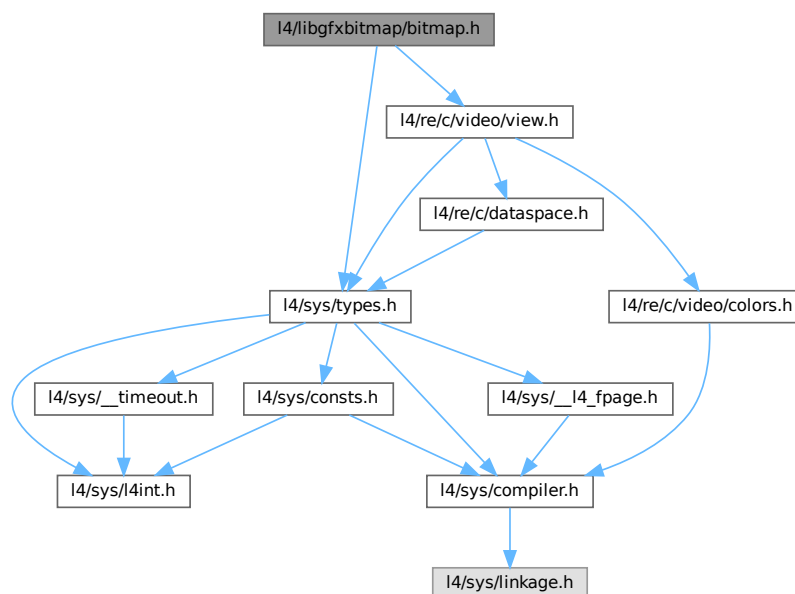 l4/libgfxbitmap/bitmap.h
l4/re/c/video/view.h
l4/re/c/dataspace.h
l4/sys/types.h
l4/re/c/video/colors.h
l4/sys/__timeout.h
l4/sys/consts.h
l4/sys/__l4_fpage.h
l4/sys/l4int.h
l4/sys/compiler.h
l4/sys/linkage.h